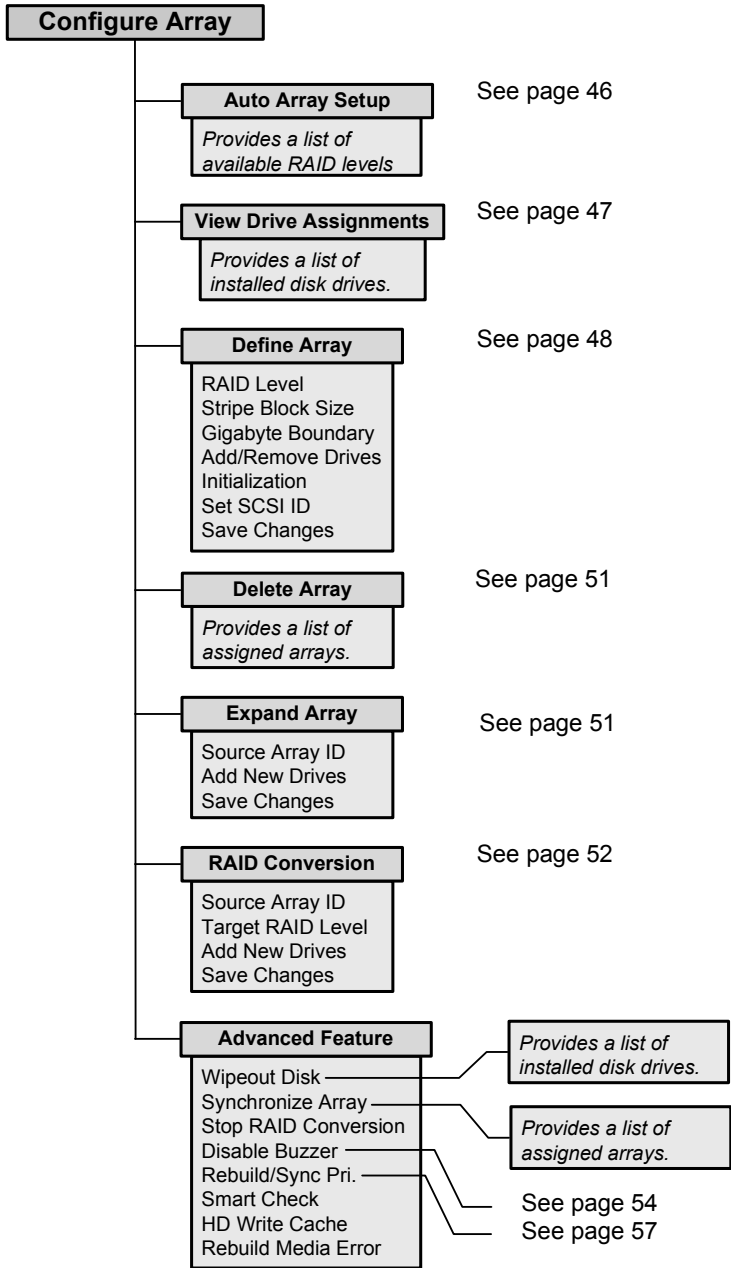 Configure Array
Auto Array Setup
See page 46
Provides a list of
available RAID levels
View Drive Assignments
See page 47
Provides a list of
installed disk drives.
Define Array
See page 48
RAID Level
Stripe Block Size
Gigabyte Boundary
Add/Remove Drives
Initialization
Set SCSI ID
Save Changes
Delete Array
See page 51
Provides a list of
assigned arrays.
Expand Array
See page 51
Source Array ID
Add New Drives
Save Changes
RAID Conversion
See page 52
Source Array ID
Target RAID Level
Add New Drives
Save Changes
Advanced Feature
Wipeout Disk
Synchronize Array
Stop RAID Conversion
Disable Buzzer
Rebuild/Sync Pri.
Smart Check
HD Write Cache
Rebuild Media Error
Provides a list of
installed disk drives.
Provides a list of
assigned arrays.
See page 54
See page 57